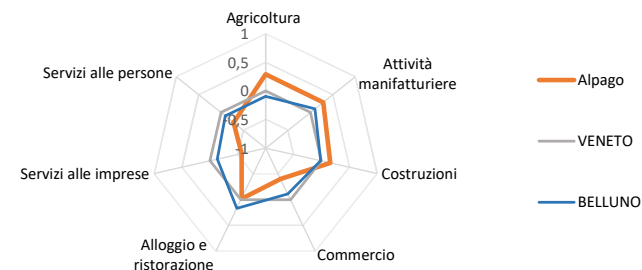 Agricoltura
1
0,5
0
-0,5
-1
Attività
manifatturiere
Costruzioni
Commercio
Alloggio e
ristorazione
Servizi alle imprese
Servizi alle persone
Alpago
VENETO
BELLUNO